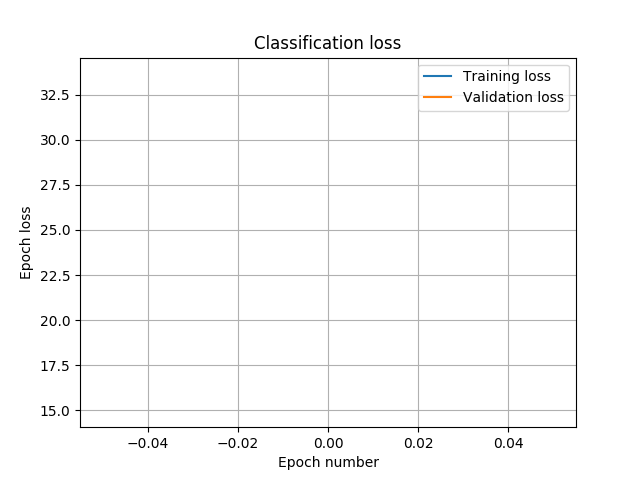 Classification loss
Training loss
Validation loss
32.5
30.0
27.5
25.0
22.5
20.0
17.5
15.0
Epoch loss
−0.04
−0.02
0.00
0.02
0.04
Epoch number